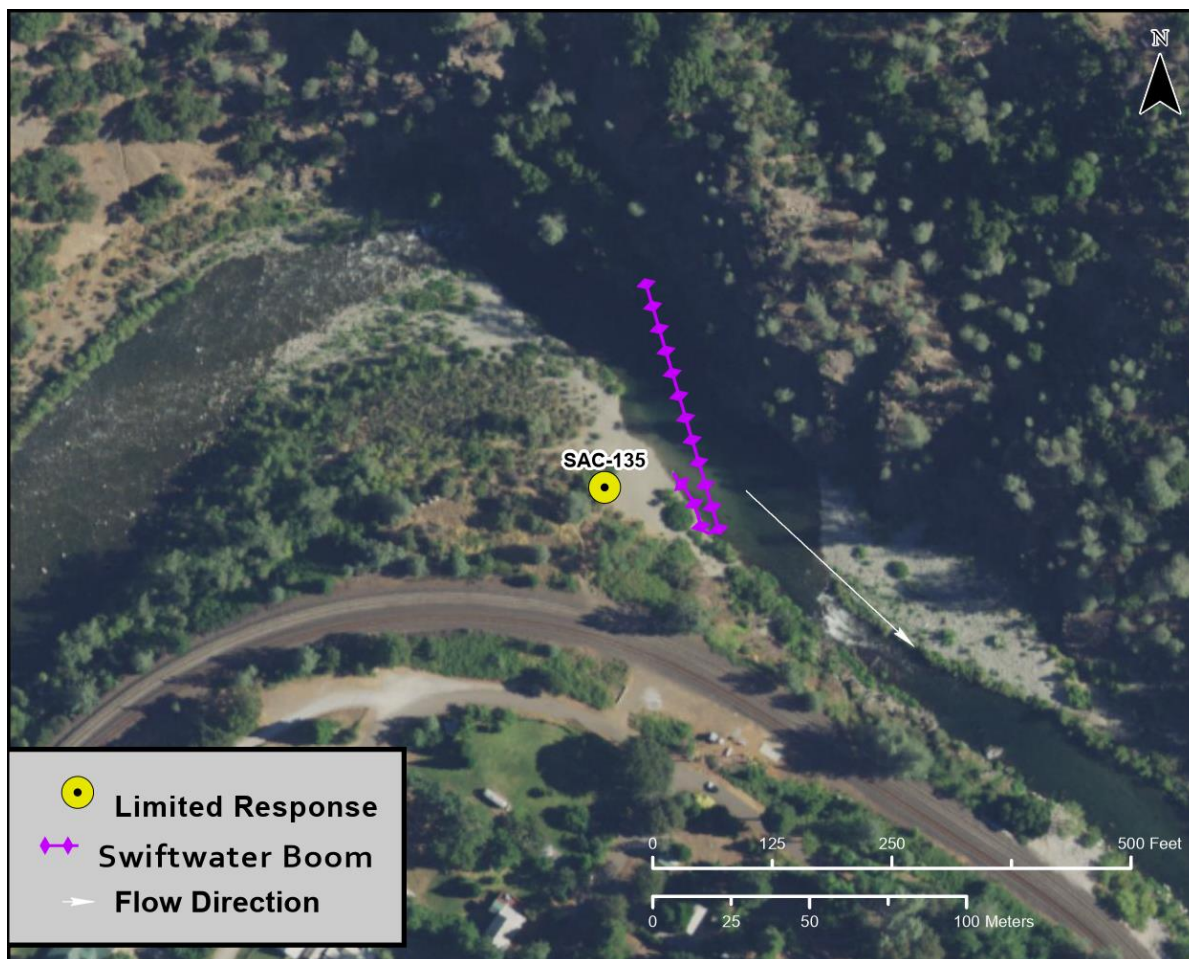 N
SAC-135
Limited Response
Swiftwater Boom
Flow Direction
0 125 250 500 Feet
0 25 50 100 Meters